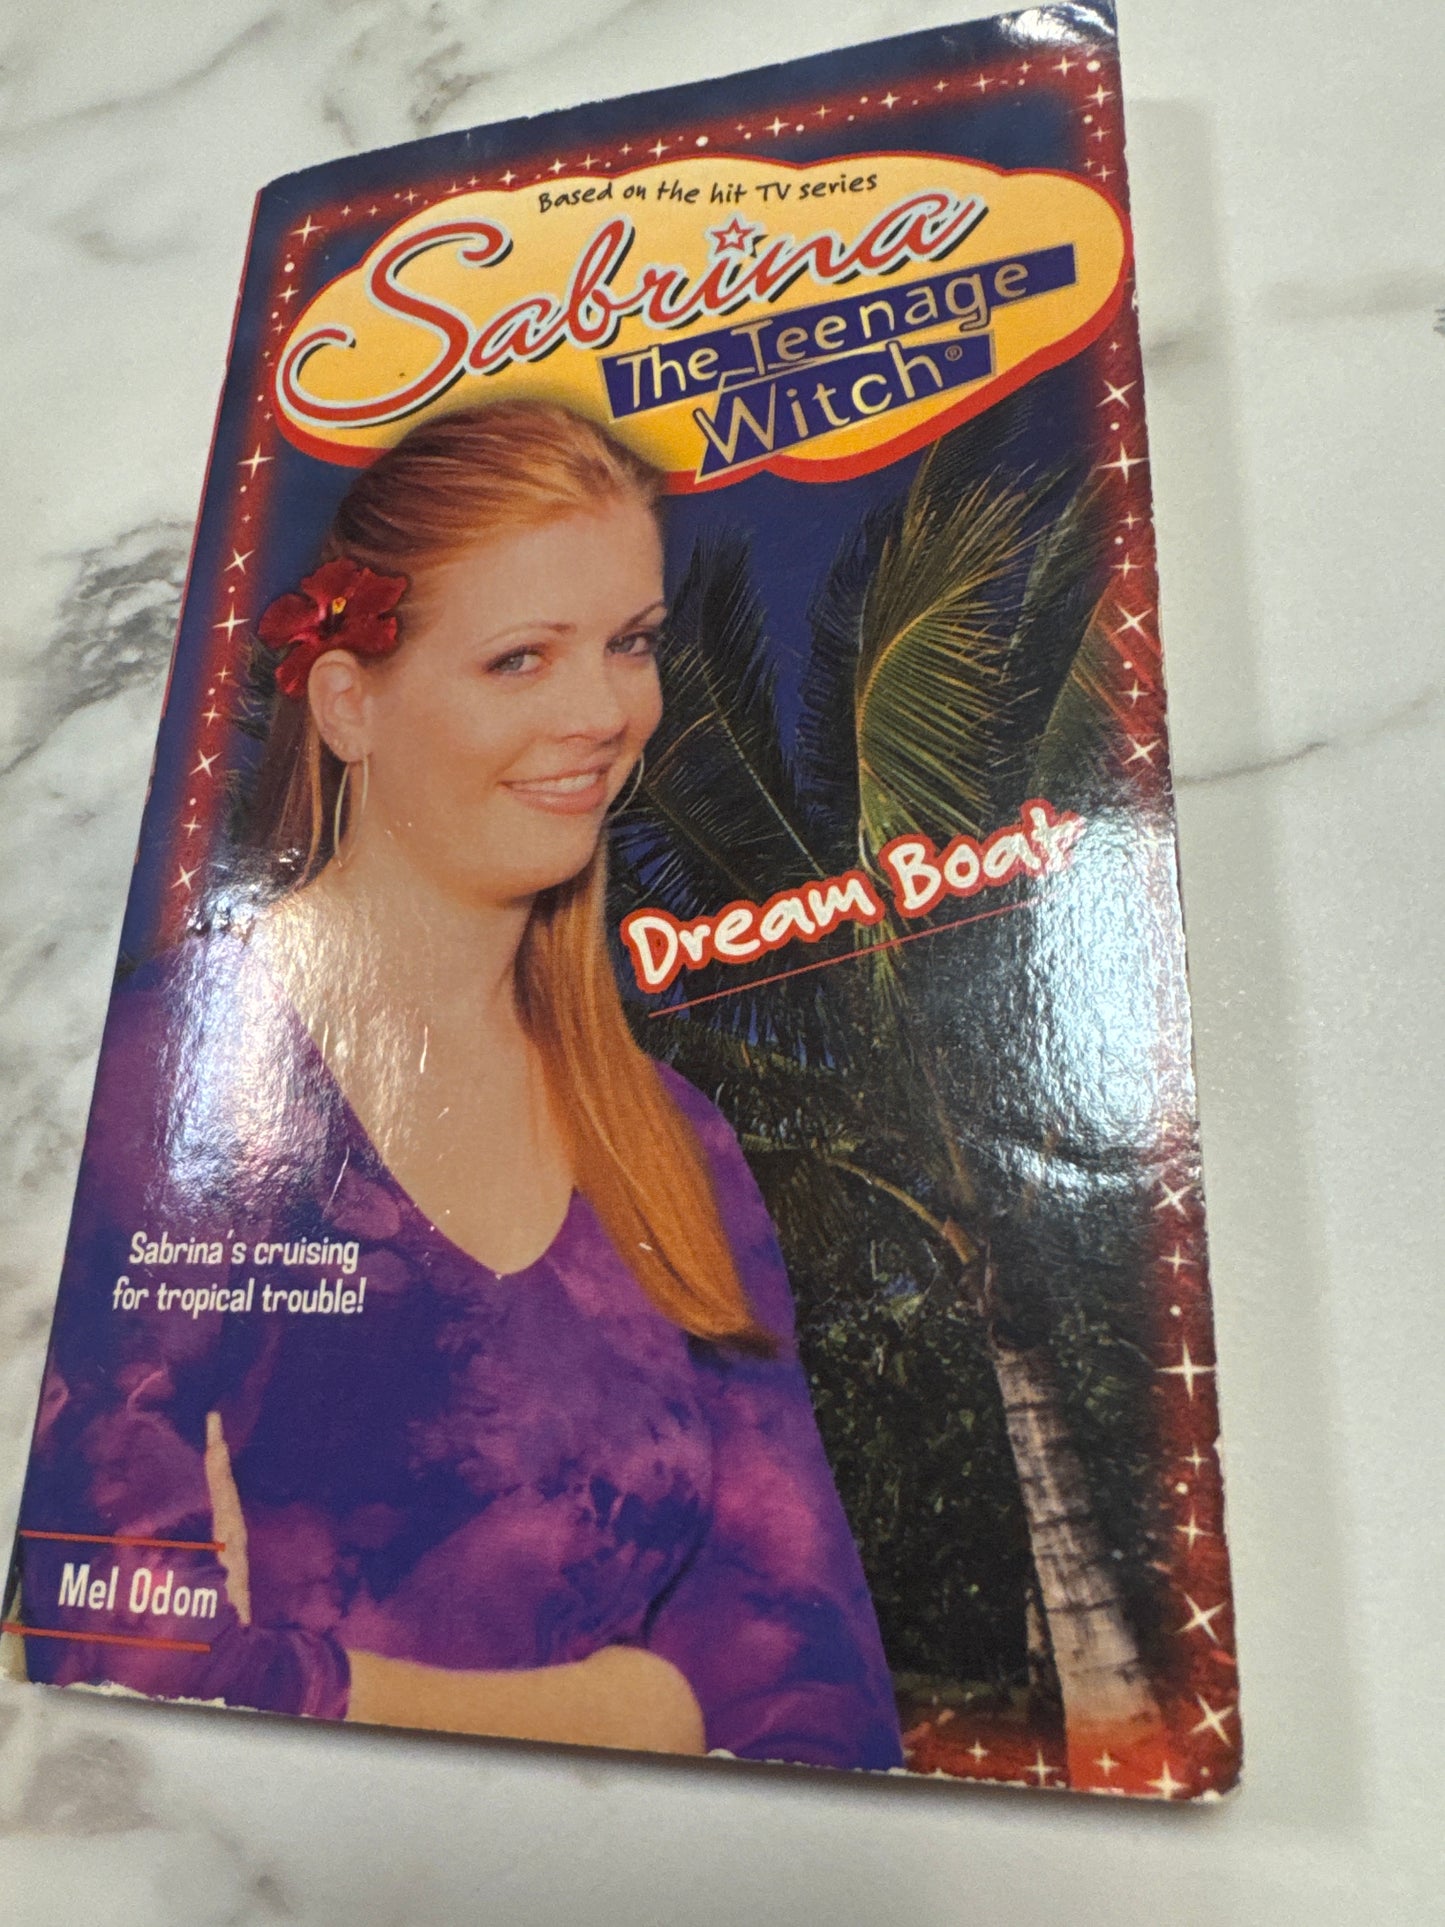 Based on the hit TV series
Sabrina
The Teenage
Witch®
Dream Boat
Sabrina's cruising
for tropical trouble!
Mel Odom